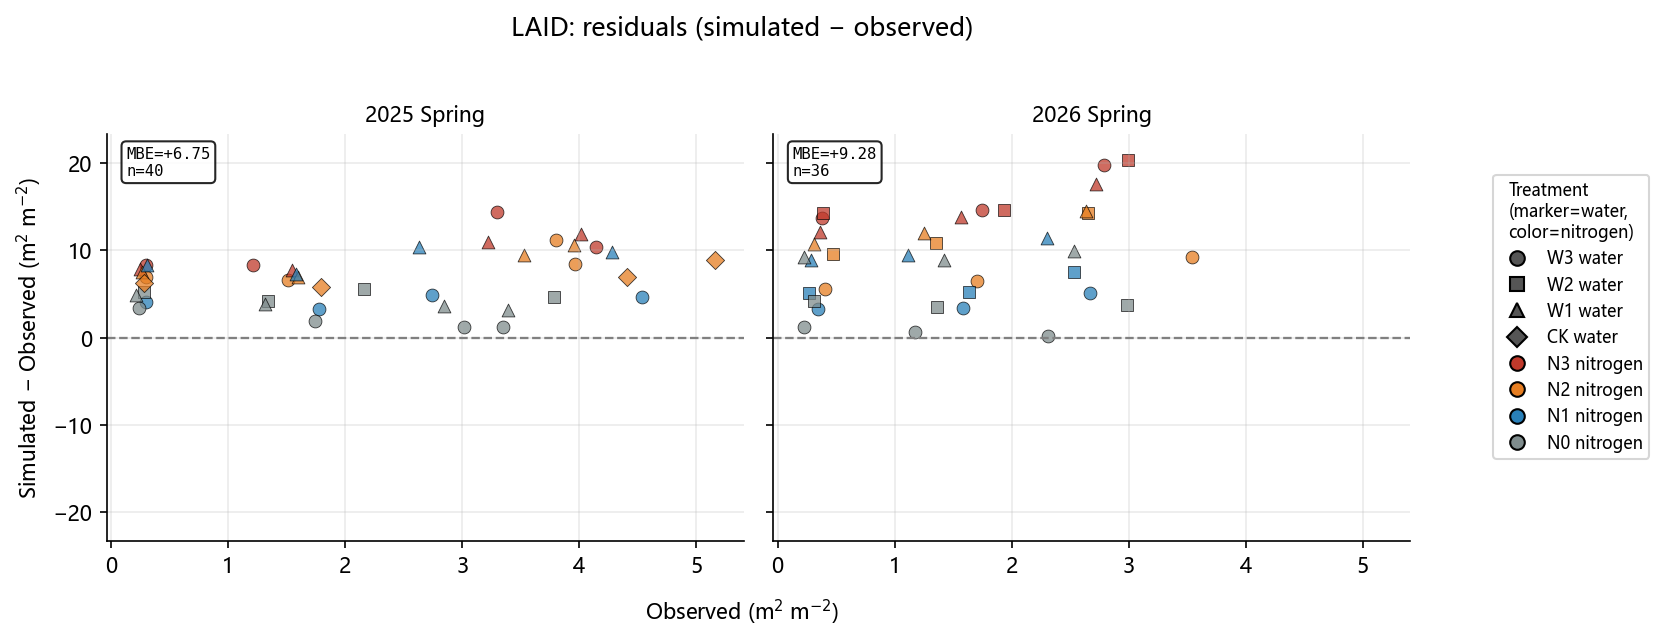 LAID: residuals (simulated − observed)
2025 Spring
2026 Spring
MBE=+6.75
n=40
MBE=+9.28
n=36
Simulated − Observed (m² m⁻²)
20
10
0
−10
−20
0 1 2 3 4 5
0 1 2 3 4 5
Observed (m² m⁻²)
Treatment
(marker=water,
color=nitrogen)
W3 water
W2 water
W1 water
CK water
N3 nitrogen
N2 nitrogen
N1 nitrogen
N0 nitrogen